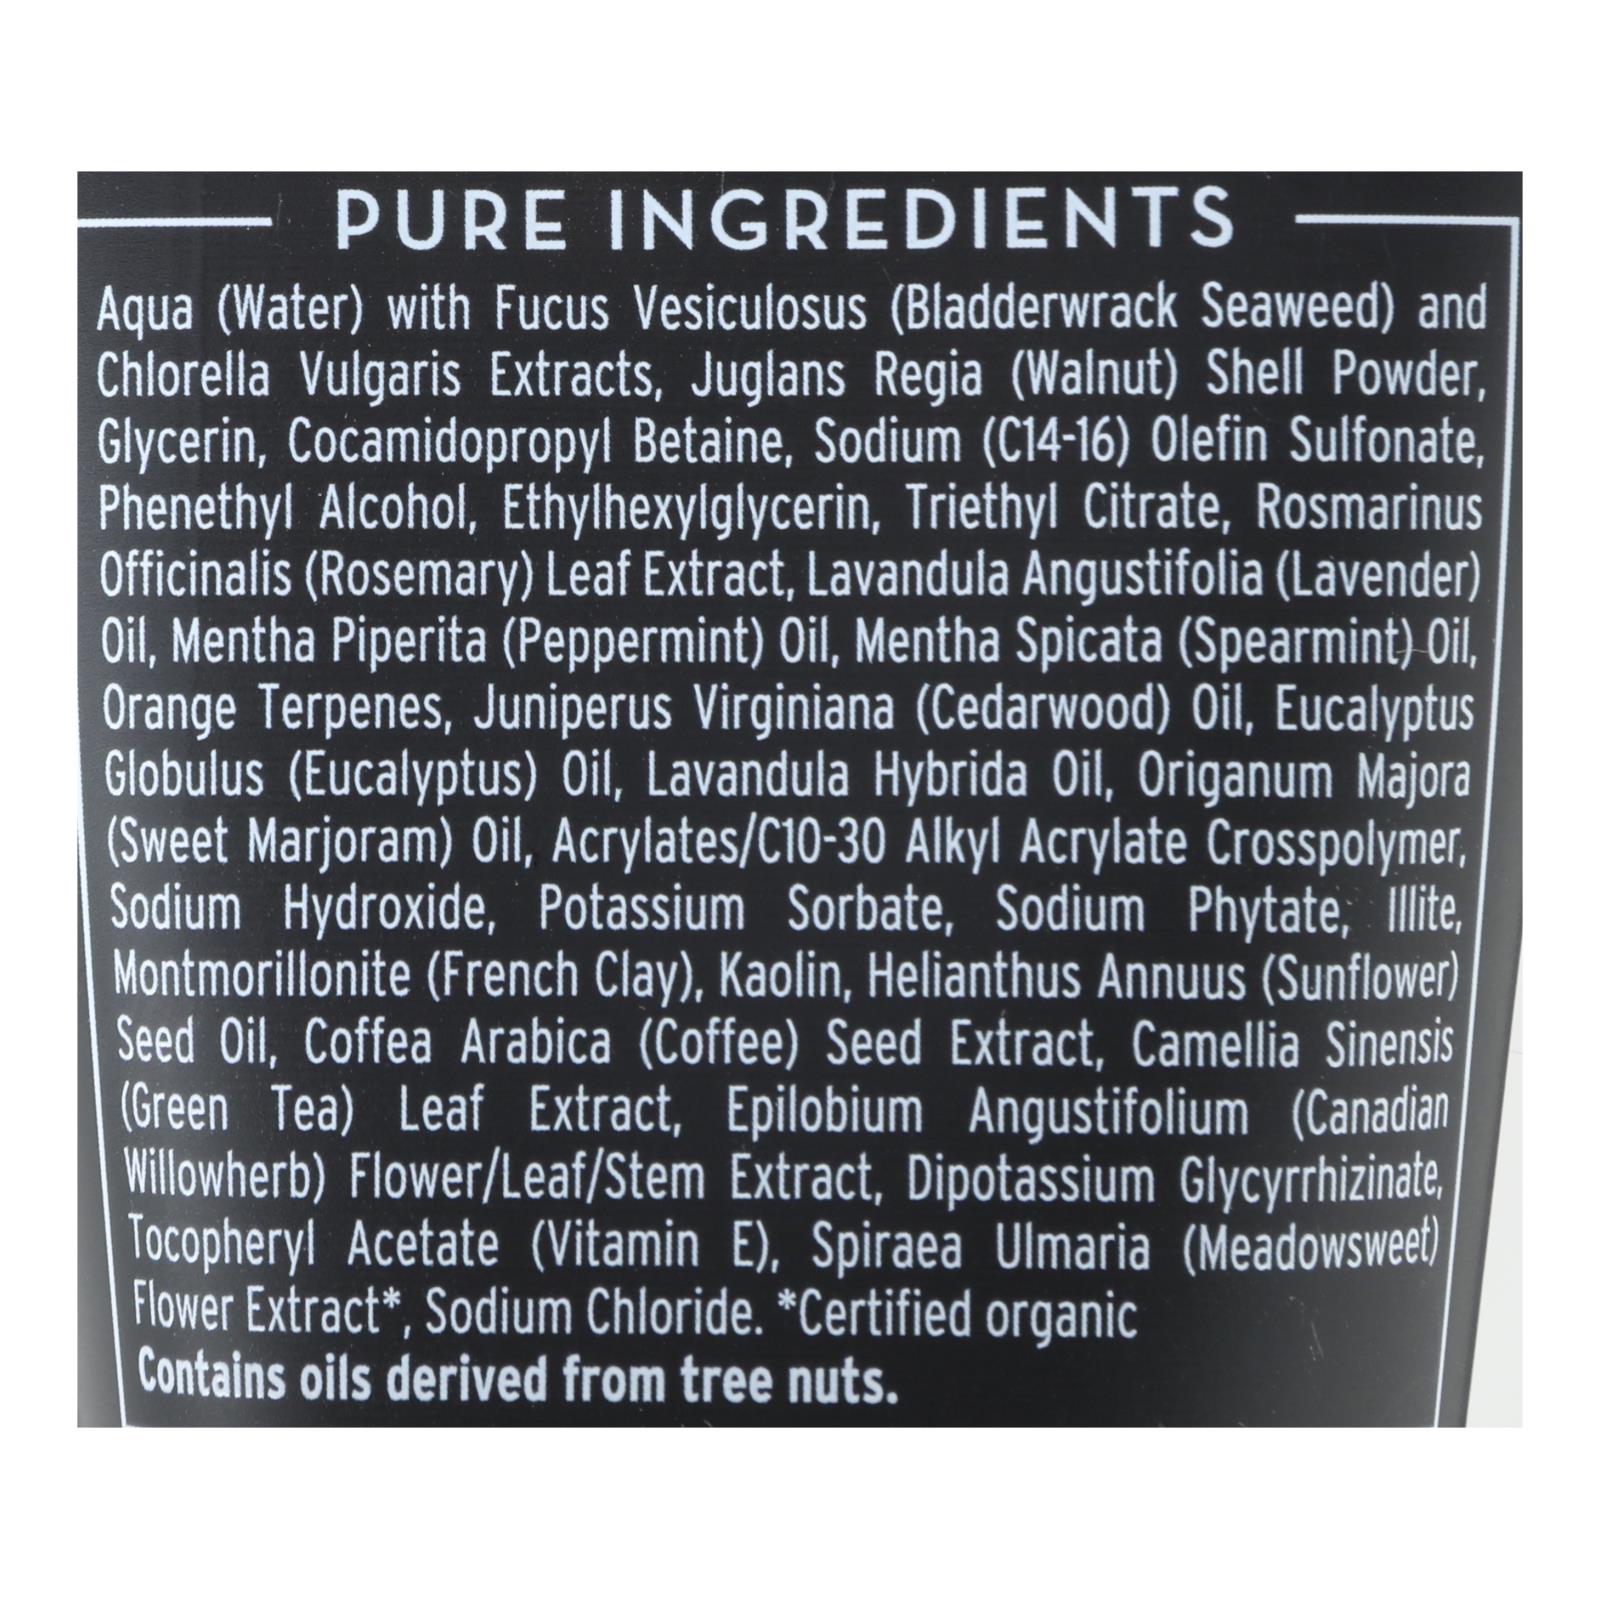 PURE INGREDIENTS
Aqua (Water) with Fucus Vesiculosus (Bladderwrack Seaweed) and
Chlorella Vulgaris Extracts, Juglans Regia (Walnut) Shell Powder,
Glycerin, Cocamidopropyl Betaine, Sodium (C14-16) Olefin Sulfonate,
Phenethyl Alcohol, Ethylhexylglycerin, Triethyl Citrate, Rosmarinus
Officinalis (Rosemary) Leaf Extract, Lavandula Angustifolia (Lavender)
Oil, Mentha Piperita (Peppermint) Oil, Mentha Spicata (Spearmint) Oil,
Orange Terpenes, Juniperus Virginiana (Cedarwood) Oil, Eucalyptus
Globulus (Eucalyptus) Oil, Lavandula Hybrida Oil, Origanum Majora
(Sweet Marjoram) Oil, Acrylates/C10-30 Alkyl Acrylate Crosspolymer,
Sodium Hydroxide, Potassium Sorbate, Sodium Phytate, Illite,
Montmorillonite (French Clay), Kaolin, Helianthus Annuus (Sunflower)
Seed Oil, Coffea Arabica (Coffee) Seed Extract, Camellia Sinensis
(Green Tea) Leaf Extract, Epilobium Angustifolium (Canadian
Willowherb) Flower/Leaf/Stem Extract, Dipotassium Glycyrrhizinate,
Tocopheryl Acetate (Vitamin E), Spiraea Ulmaria (Meadowsweet)
Flower Extract*, Sodium Chloride. *Certified organic
Contains oils derived from tree nuts.